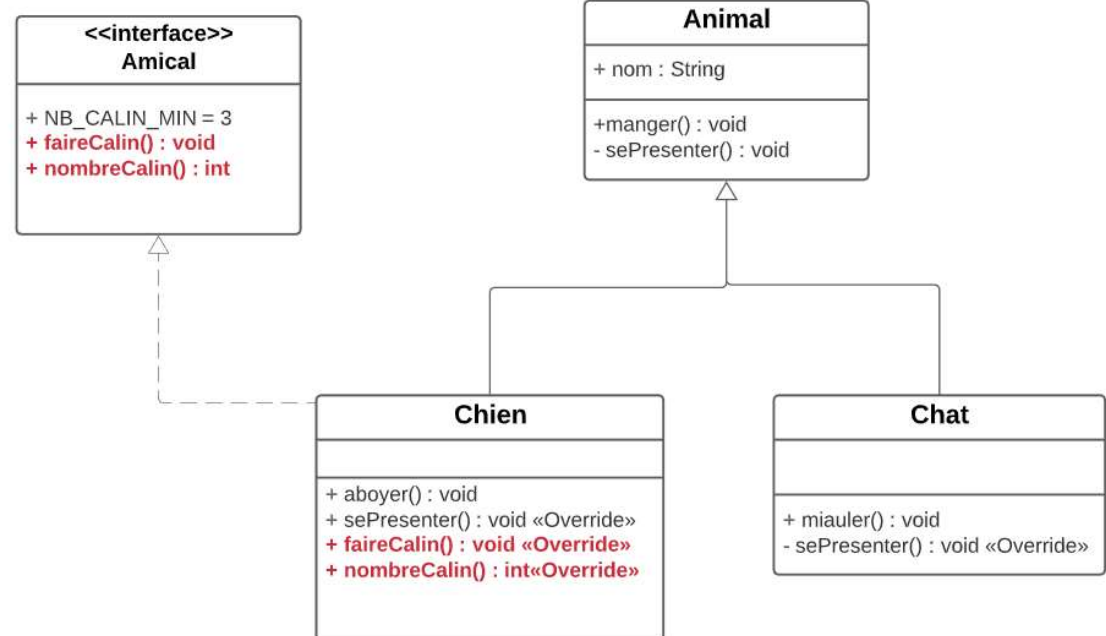 <<interface>>
Amical
+ NB_CALIN_MIN = 3
+ faireCalin() : void
+ nombreCalin() : int
Animal
+ nom : String
+manger() : void
- sePresenter() : void
Chien
+ aboyer() : void
+ sePresenter() : void «Override»
+ faireCalin() : void «Override»
+ nombreCalin() : int«Override»
Chat
+ miauler() : void
- sePresenter() : void «Override»